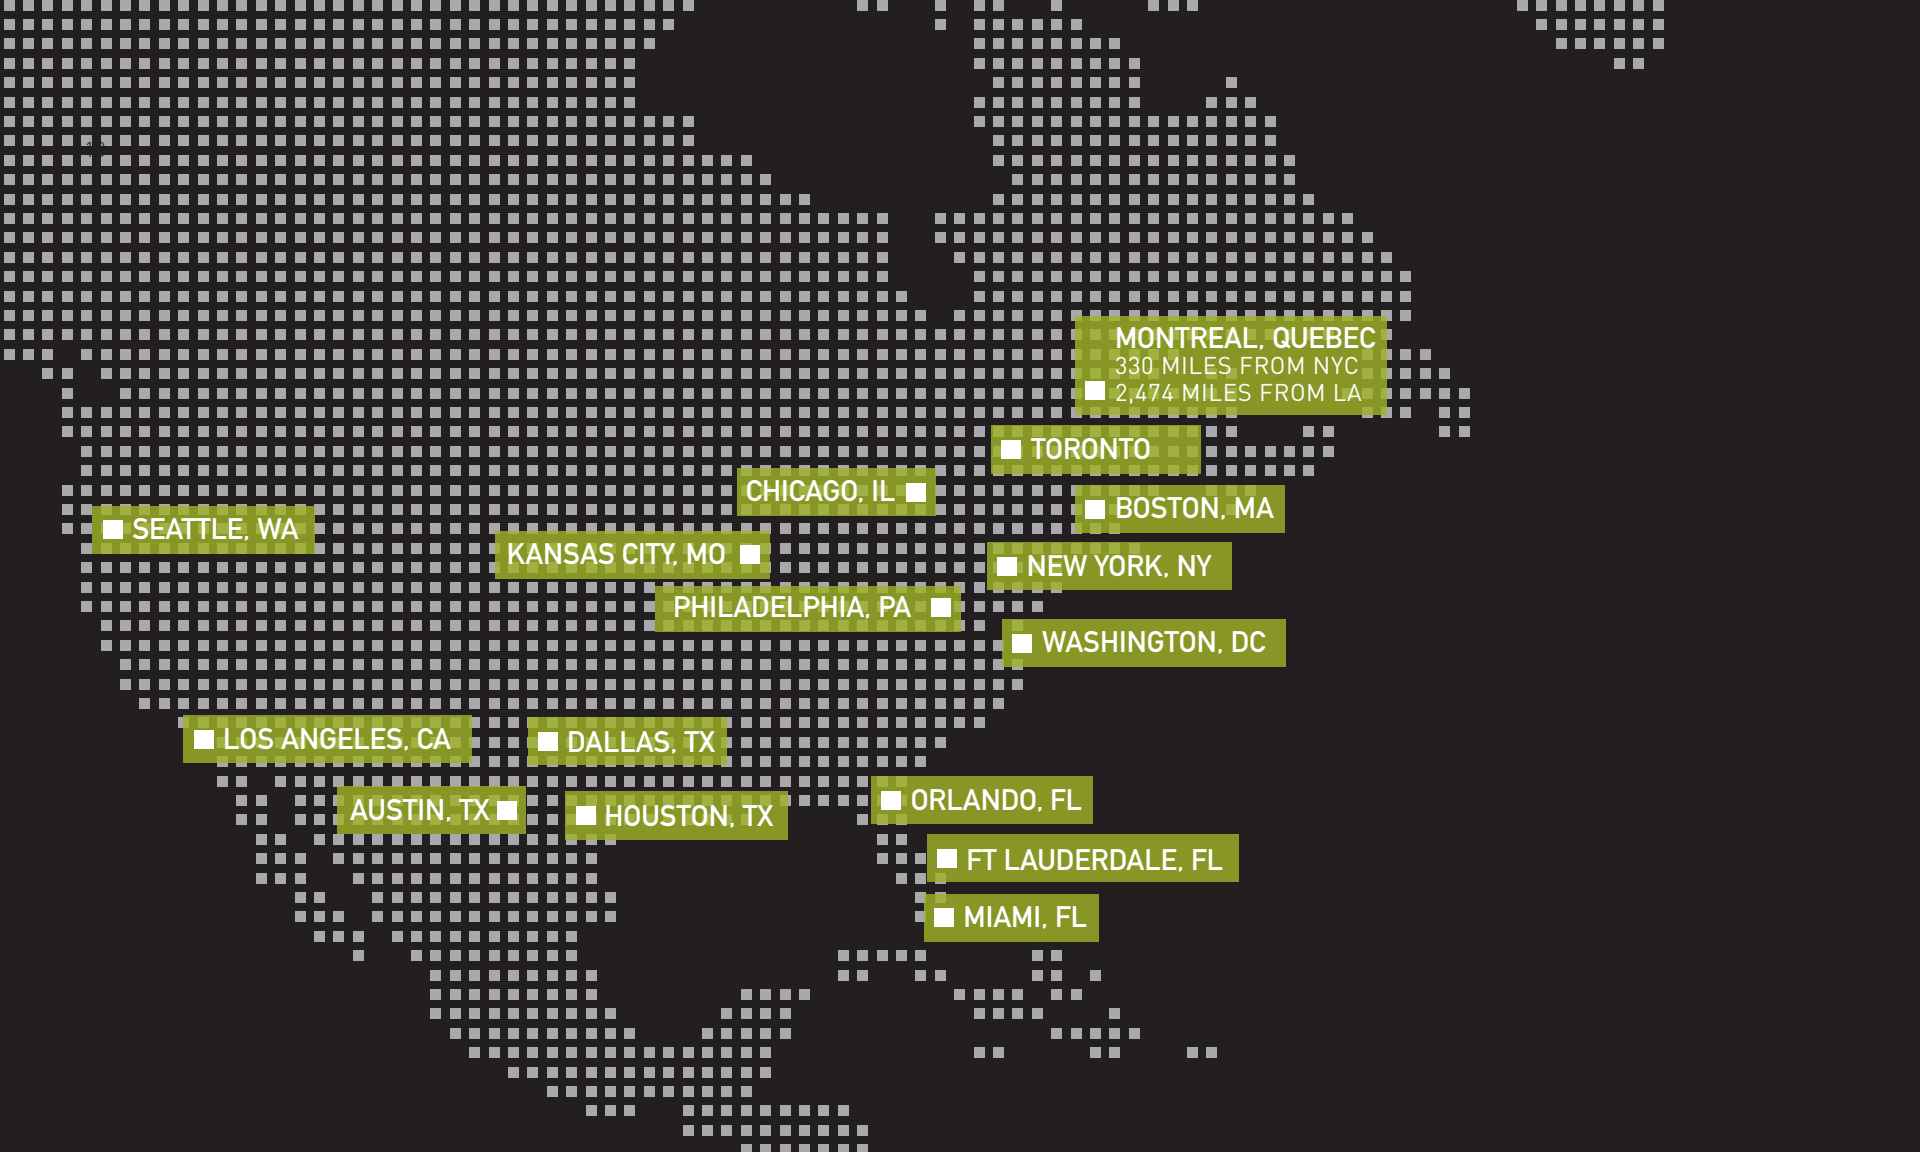 MONTREAL, QUEBEC
330 MILES FROM NYC
2,474 MILES FROM LA
TORONTO
CHICAGO, IL
BOSTON, MA
SEATTLE, WA
KANSAS CITY, MO
NEW YORK, NY
PHILADELPHIA, PA
WASHINGTON, DC
LOS ANGELES, CA
DALLAS, TX
AUSTIN, TX
HOUSTON, TX
ORLANDO, FL
FT LAUDERDALE, FL
MIAMI, FL